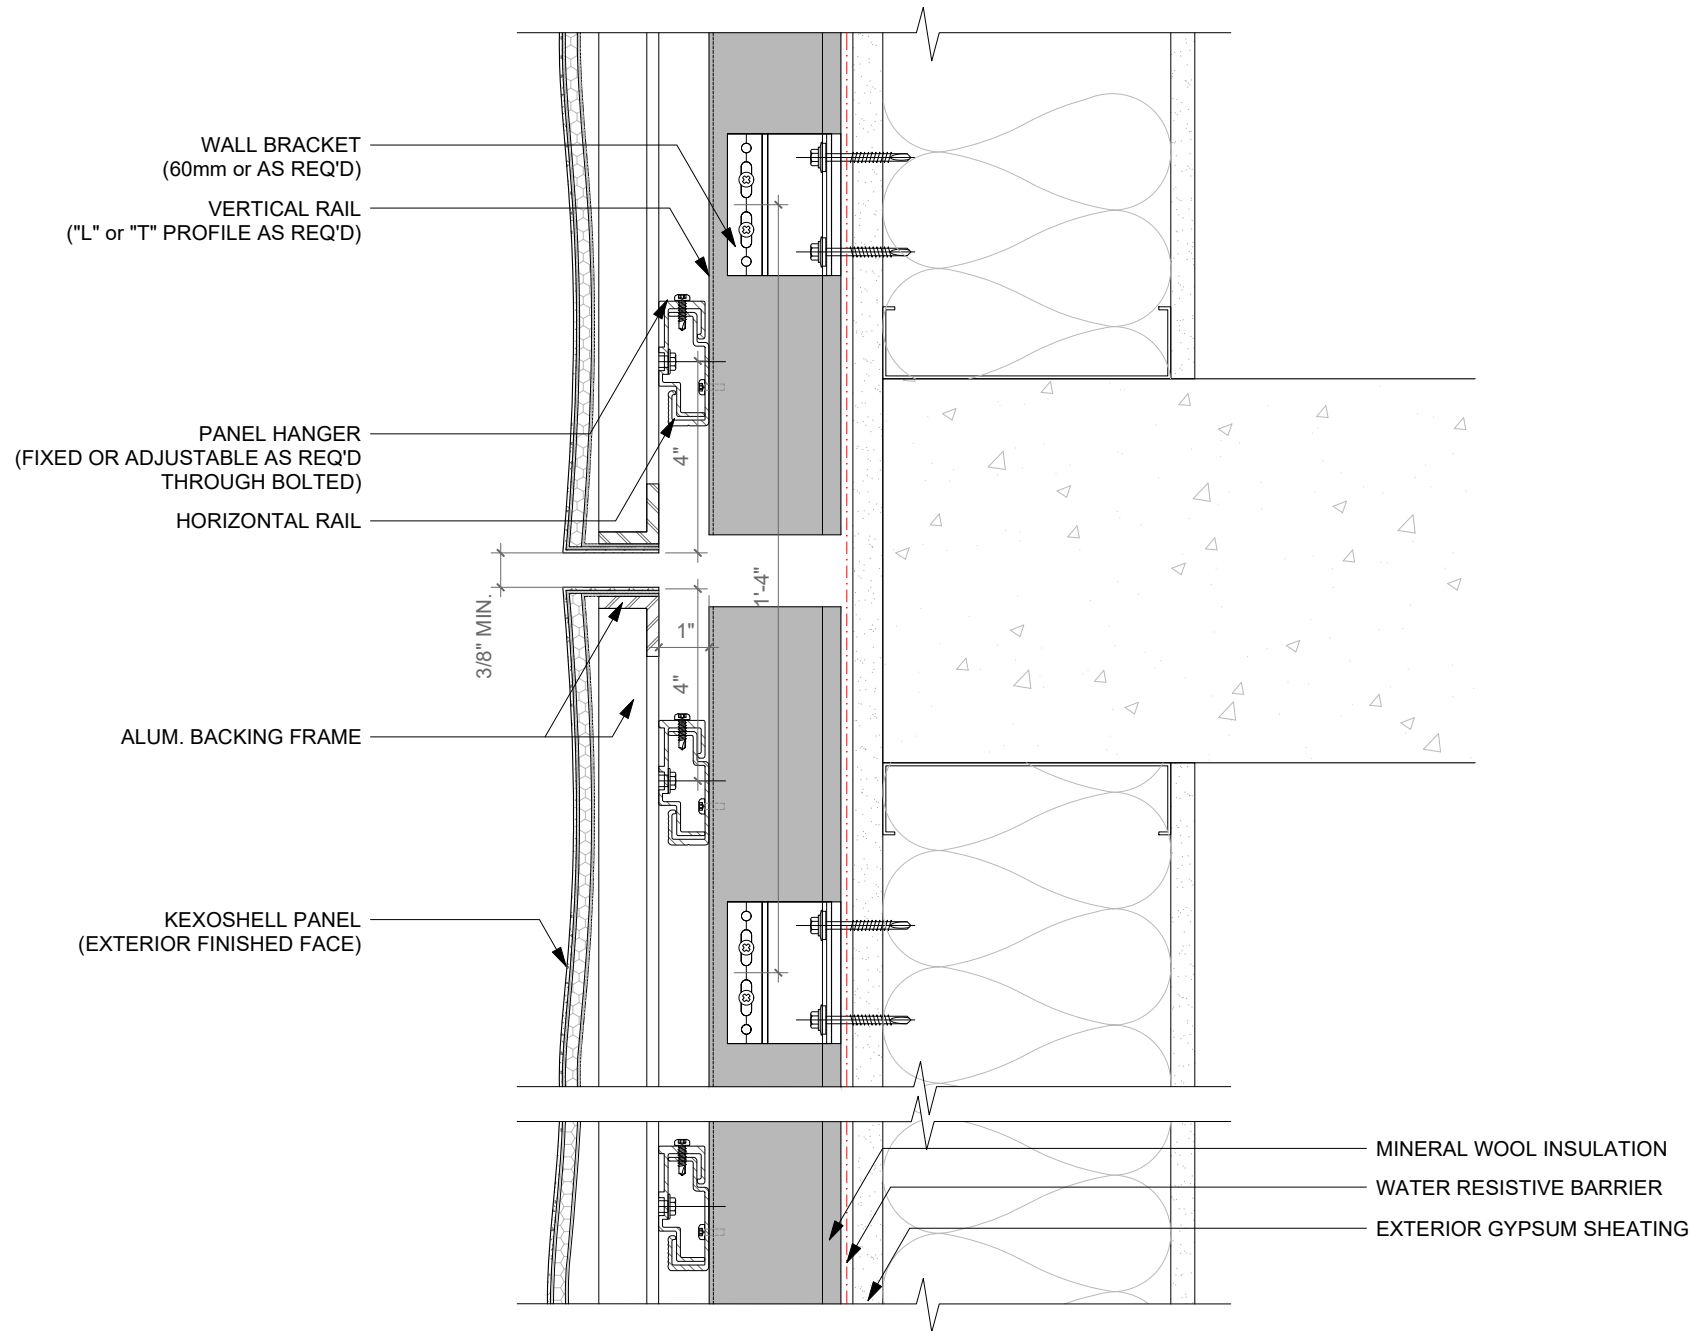 WALL BRACKET
(60mm or AS REQ'D)
VERTICAL RAIL
("L" or "T" PROFILE AS REQ'D)
PANEL HANGER
(FIXED OR ADJUSTABLE AS REQ'D
THROUGH BOLTED)
HORIZONTAL RAIL
4"
3/8" MIN.
1'-4"
1"
4"
ALUM. BACKING FRAME
KEXOSHELL PANEL
(EXTERIOR FINISHED FACE)
MINERAL WOOL INSULATION
WATER RESISTIVE BARRIER
EXTERIOR GYPSUM SHEATING